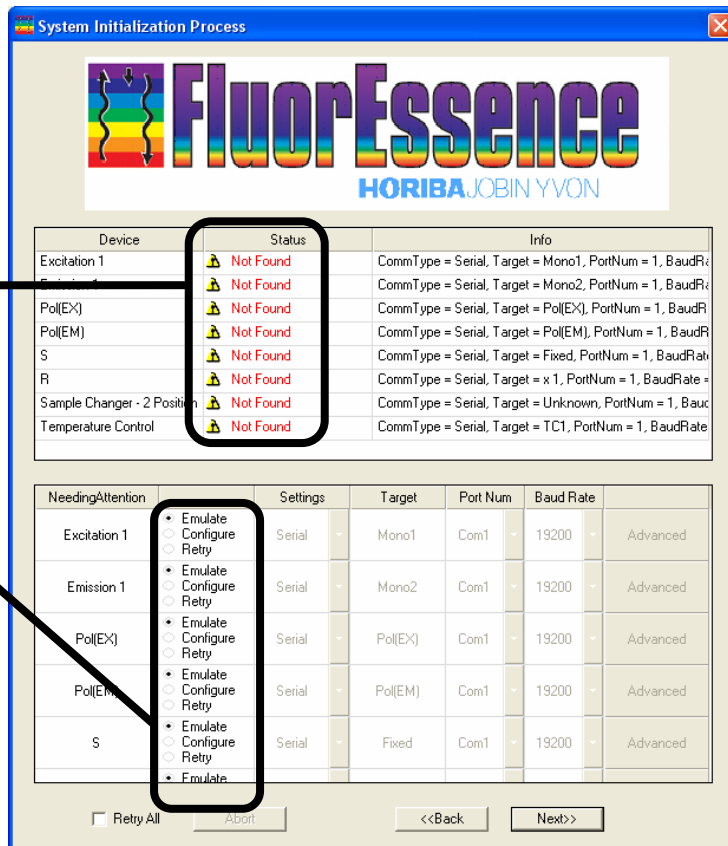 System Initialization Process
FluorEssence
HORIBA JOBIN YVON
Device Status Info
Excitation 1 Not Found CommType = Serial, Target = Mono1, PortNum = 1, BaudRa
Emission 1 Not Found CommType = Serial, Target = Mono2, PortNum = 1, BaudRa
Pol(EX) Not Found CommType = Serial, Target = Pol(EX), PortNum = 1, BaudR
Pol(EM) Not Found CommType = Serial, Target = Pol(EM), PortNum = 1, BaudR
S Not Found CommType = Serial, Target = Fixed, PortNum = 1, BaudRat
R Not Found CommType = Serial, Target = x 1, PortNum = 1, BaudRate =
Sample Changer - 2 Position Not Found CommType = Serial, Target = Unknown, PortNum = 1, Baud
Temperature Control Not Found CommType = Serial, Target = TC1, PortNum = 1, BaudRate
NeedingAttention Settings Target Port Num Baud Rate
Emulate
Excitation 1 Configure Serial Mono1 Com1 19200 Advanced
Retry
Emulate
Emission 1 Configure Serial Mono2 Com1 19200 Advanced
Retry
Emulate
Pol(EX) Configure Serial Pol(EX) Com1 19200 Advanced
Retry
Emulate
Pol(EM) Configure Serial Pol(EM) Com1 19200 Advanced
Retry
Emulate
S Configure Serial Fixed Com1 19200 Advanced
Retry
Emulate
Retry All Abort <<Back Next>>